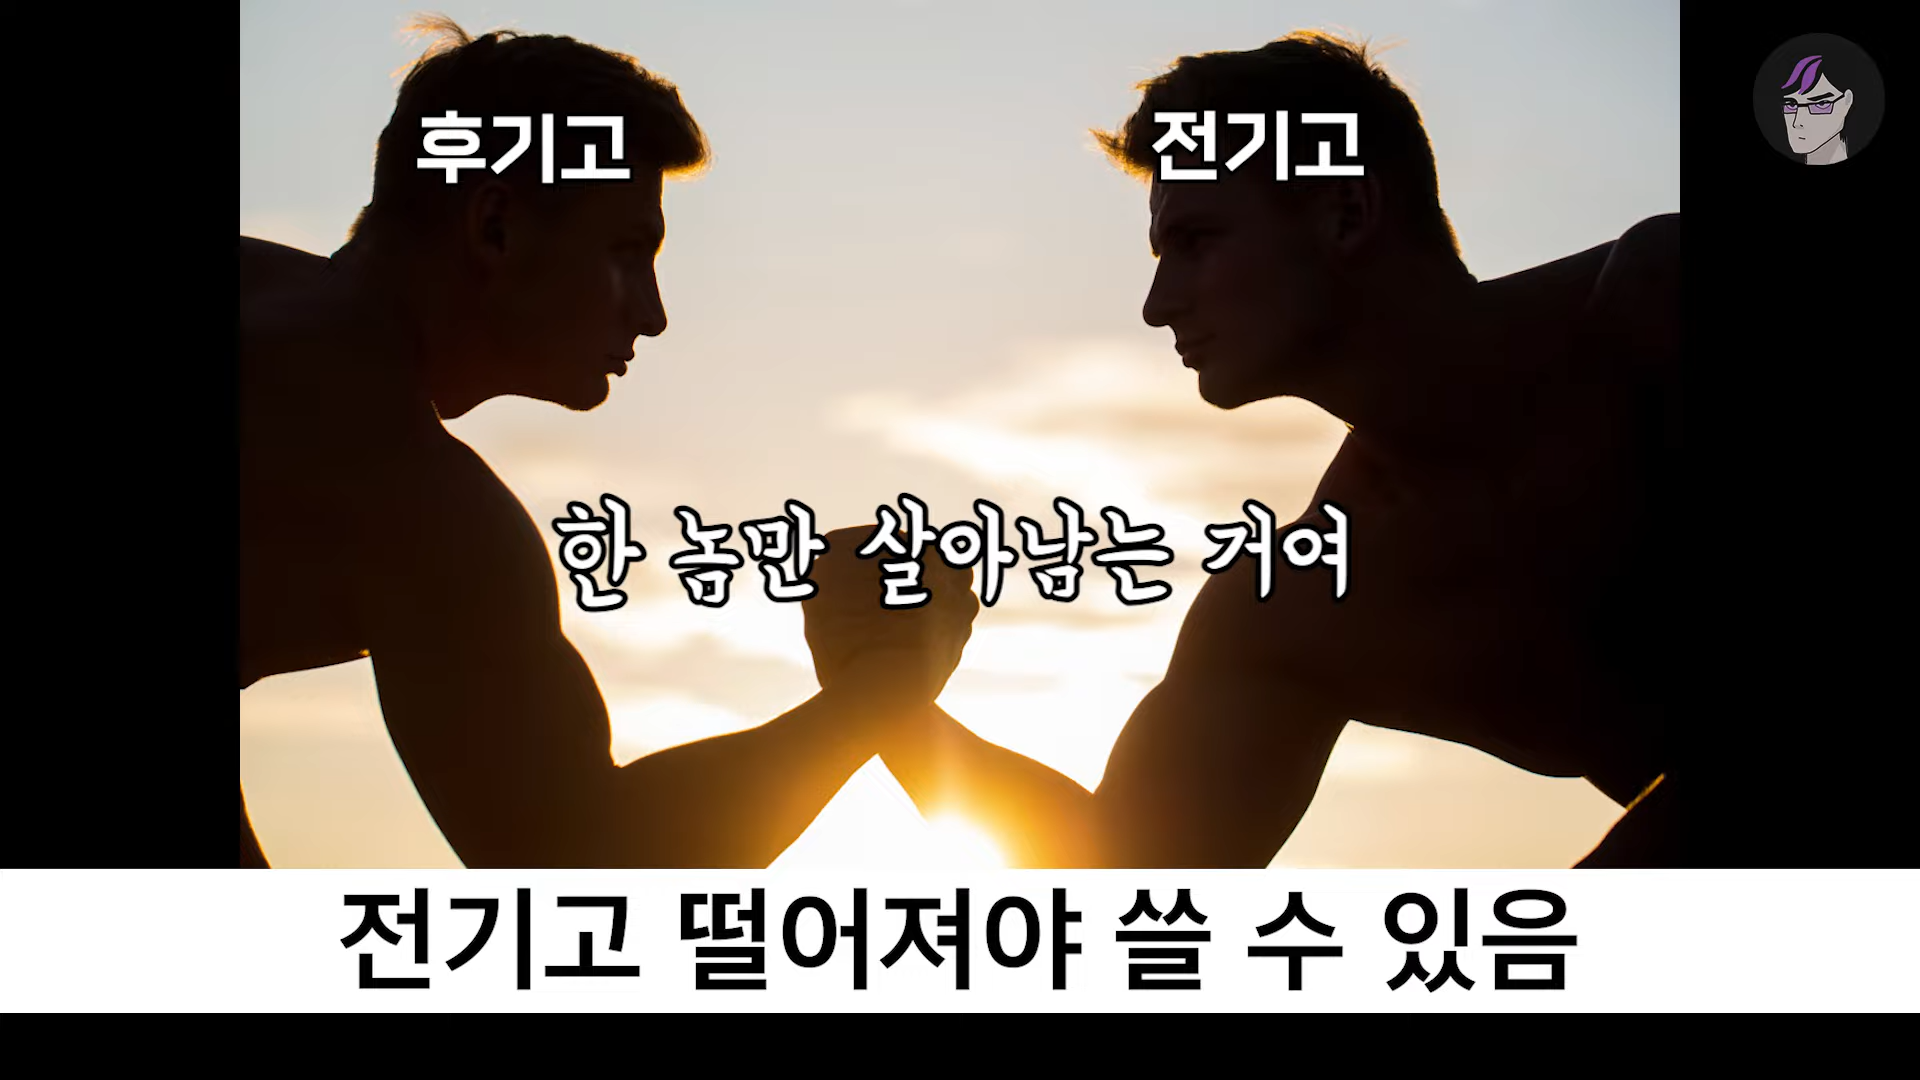 후기고
전기고
한 놈만 살아남는 거여
전기고 떨어져야 쓸 수 있음